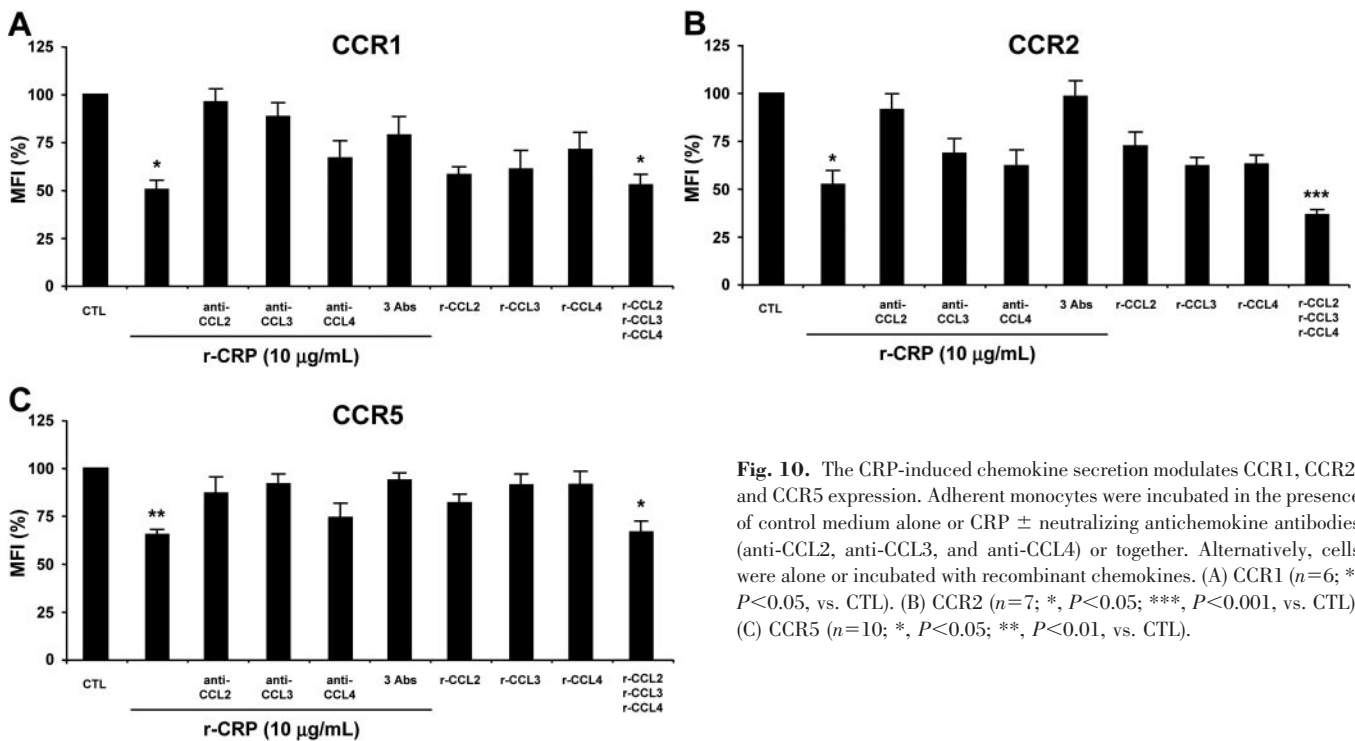 A
CCR1
125
100
75
50
25
0
MFI (%)
*
*
CTL
anti-
CCL2
anti-
CCL3
anti-
CCL4
3 Abs
r-CCL2
r-CCL3
r-CCL4
r-CCL2
r-CCL3
r-CCL4
r-CRP (10 µg/mL)
B
CCR2
125
100
75
50
25
0
MFI (%)
*
***
CTL
anti-
CCL2
anti-
CCL3
anti-
CCL4
3 Abs
r-CCL2
r-CCL3
r-CCL4
r-CCL2
r-CCL3
r-CCL4
r-CRP (10 µg/mL)
C
CCR5
125
100
75
50
25
0
MFI (%)
**
*
CTL
anti-
CCL2
anti-
CCL3
anti-
CCL4
3 Abs
r-CCL2
r-CCL3
r-CCL4
r-CCL2
r-CCL3
r-CCL4
r-CRP (10 µg/mL)
Fig. 10. The CRP-induced chemokine secretion modulates CCR1, CCR2
and CCR5 expression. Adherent monocytes were incubated in the presence
of control medium alone or CRP ± neutralizing antichemokine antibodies
(anti-CCL2, anti-CCL3, and anti-CCL4) or together. Alternatively, cells
were alone or incubated with recombinant chemokines. (A) CCR1 (n=6; *
P<0.05, vs. CTL). (B) CCR2 (n=7; *, P<0.05; ***, P<0.001, vs. CTL)
(C) CCR5 (n=10; *, P<0.05; **, P<0.01, vs. CTL).